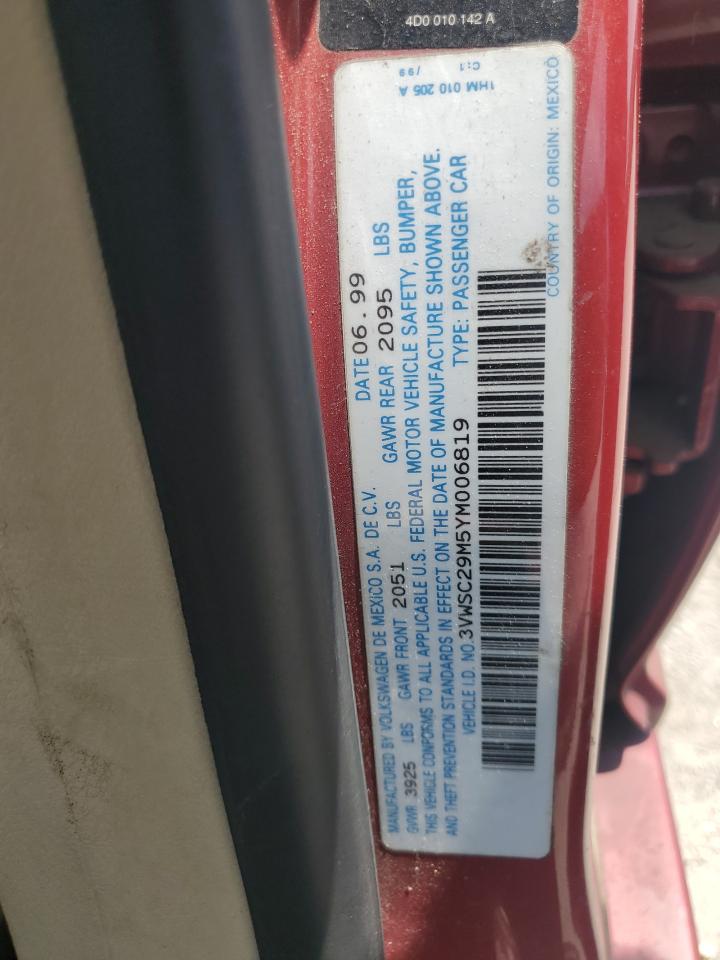 4D0 010 142 A
1HM 010 205 A
C:1
/99
MANUFACTURED BY VOLKSWAGEN DE MEXICO S.A. DE C.V. DATE 06.99
GVWR 3925 LBS GAWR FRONT 2051 LBS GAWR REAR 2095 LBS
THIS VEHICLE CONFORMS TO ALL APPLICABLE U.S. FEDERAL MOTOR VEHICLE SAFETY, BUMPER,
AND THEFT PREVENTION STANDARDS IN EFFECT ON THE DATE OF MANUFACTURE SHOWN ABOVE.
VEHICLE I.D. NO. 3VWSC29M5YM006819 TYPE: PASSENGER CAR
COUNTRY OF ORIGIN: MEXICO